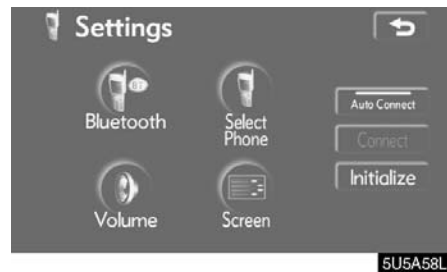 Settings
Bluetooth
Select
Phone
Auto Connect
Connect
Initialize
Volume
Screen
5U5A58L